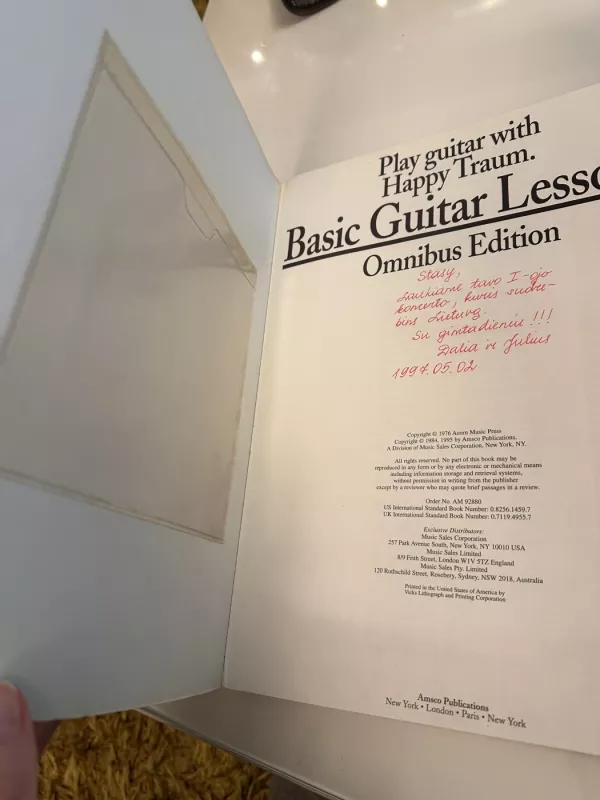 Play guitar with
Happy Traum.
Basic Guitar Lesso
Omnibus Edition
Stasy,
Laukiame tavo I-ojo
koncerto, kuris sudre-
bins Lietuvą.
Su gimtadieniu !!!
Dalia ir Julius
1997.05.02
Copyright © 1976 Acorn Music Press
Copyright © 1984, 1995 by Amsco Publications,
A Division of Music Sales Corporation, New York, NY.
All rights reserved. No part of this book may be
reproduced in any form or by any electronic or mechanical means
including information storage and retrieval systems,
without permission in writing from the publisher
except by a reviewer who may quote brief passages in a review.
Order No. AM 92880
US International Standard Book Number: 0.8256.1459.7
UK International Standard Book Number: 0.7119.4955.7
Exclusive Distributors:
Music Sales Corporation
257 Park Avenue South, New York, NY 10010 USA
Music Sales Limited
8/9 Frith Street, London W1V 5TZ England
Music Sales Pty. Limited
120 Rothschild Street, Rosebery, Sydney, NSW 2018, Australia
Printed in the United States of America by
Vicks Lithograph and Printing Corporation
Amsco Publications
New York • London • Paris • New York